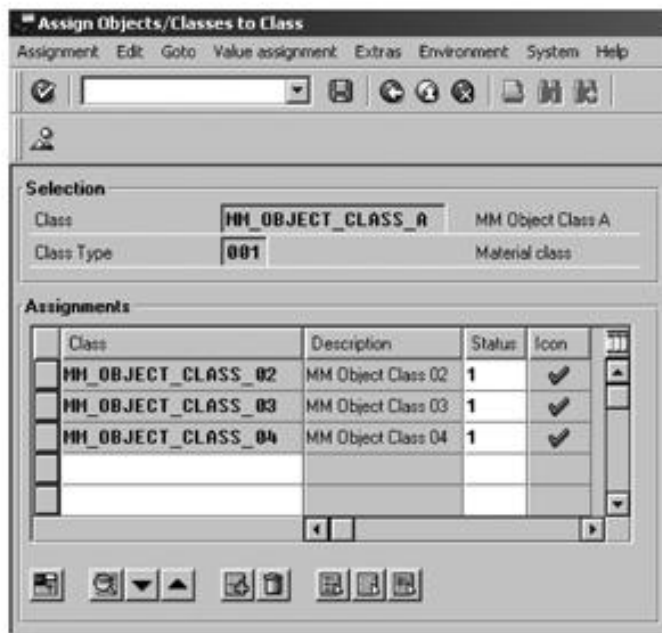 Assign Objects/Classes to Class
Assignment Edit Goto Value assignment Extras Environment System Help
Selection
Class MM_OBJECT_CLASS_A MM Object Class A
Class Type 001 Material class
Assignments
Class Description Status Icon
MM_OBJECT_CLASS_02 MM Object Class 02 1
MM_OBJECT_CLASS_03 MM Object Class 03 1
MM_OBJECT_CLASS_04 MM Object Class 04 1